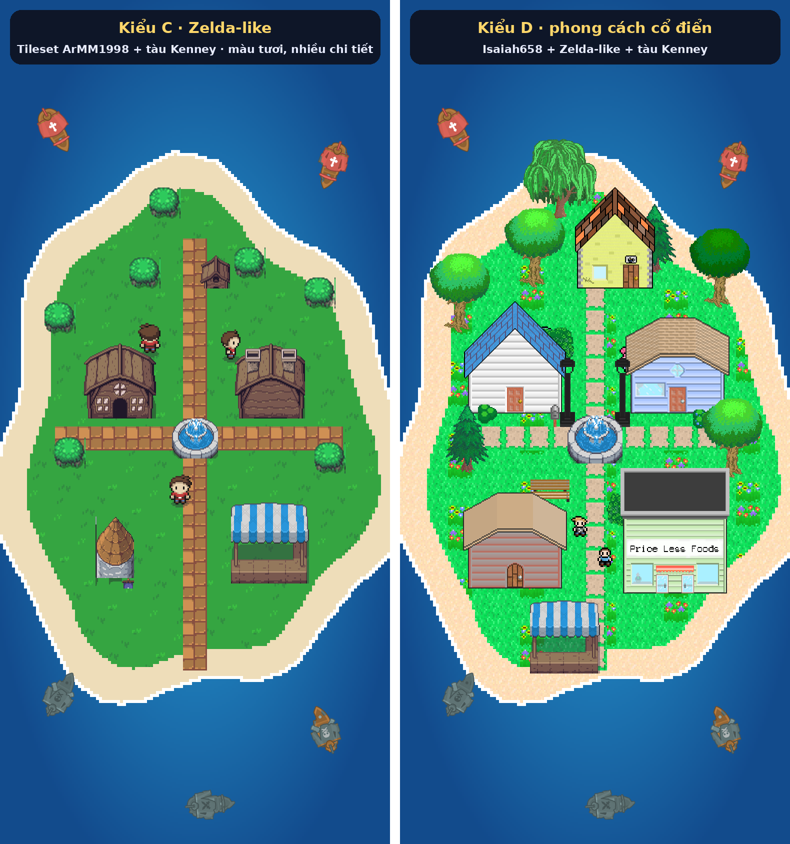 Kiểu C · Zelda-like
Tileset ArMM1998 + tàu Kenney · màu tươi, nhiều chi tiết
Kiểu D · phong cách cổ điển
Isaiah658 + Zelda-like + tàu Kenney
Price Less Foods